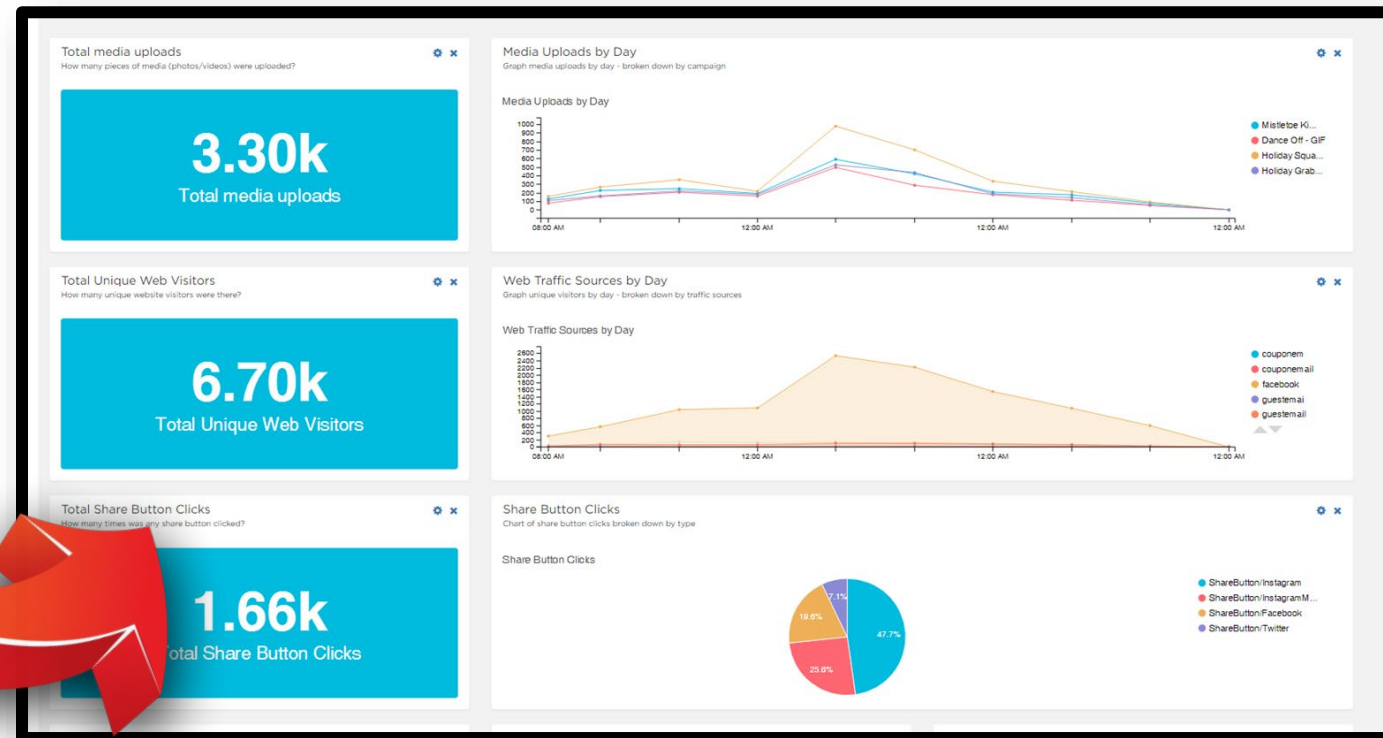 Total media uploads
How many pieces of media (photos/videos) were uploaded?
3.30k
Total media uploads
Media Uploads by Day
Graph media uploads by day - broken down by campaign
Media Uploads by Day
1000
900
800
700
600
500
400
300
200
100
0
08:00 AM 12:00 AM 12:00 AM 12:00 AM
Mistletoe Ki...
Dance Off - GIF
Holiday Squa...
Holiday Grab...
Total Unique Web Visitors
How many unique website visitors were there?
6.70k
Total Unique Web Visitors
Web Traffic Sources by Day
Graph unique visitors by day - broken down by traffic sources
Web Traffic Sources by Day
2600
2400
2200
2000
1800
1600
1400
1200
1000
800
600
400
200
0
08:00 AM 12:00 AM 12:00 AM 12:00 AM
couponem
couponemail
facebook
guestemai
guestemail
Total Share Button Clicks
How many times was any share button clicked?
1.66k
Total Share Button Clicks
Share Button Clicks
Chart of share button clicks broken down by type
Share Button Clicks
7.1%
19.6%
47.7%
25.6%
ShareButton/Instagram
ShareButton/InstagramM...
ShareButton/Facebook
ShareButton/Twitter